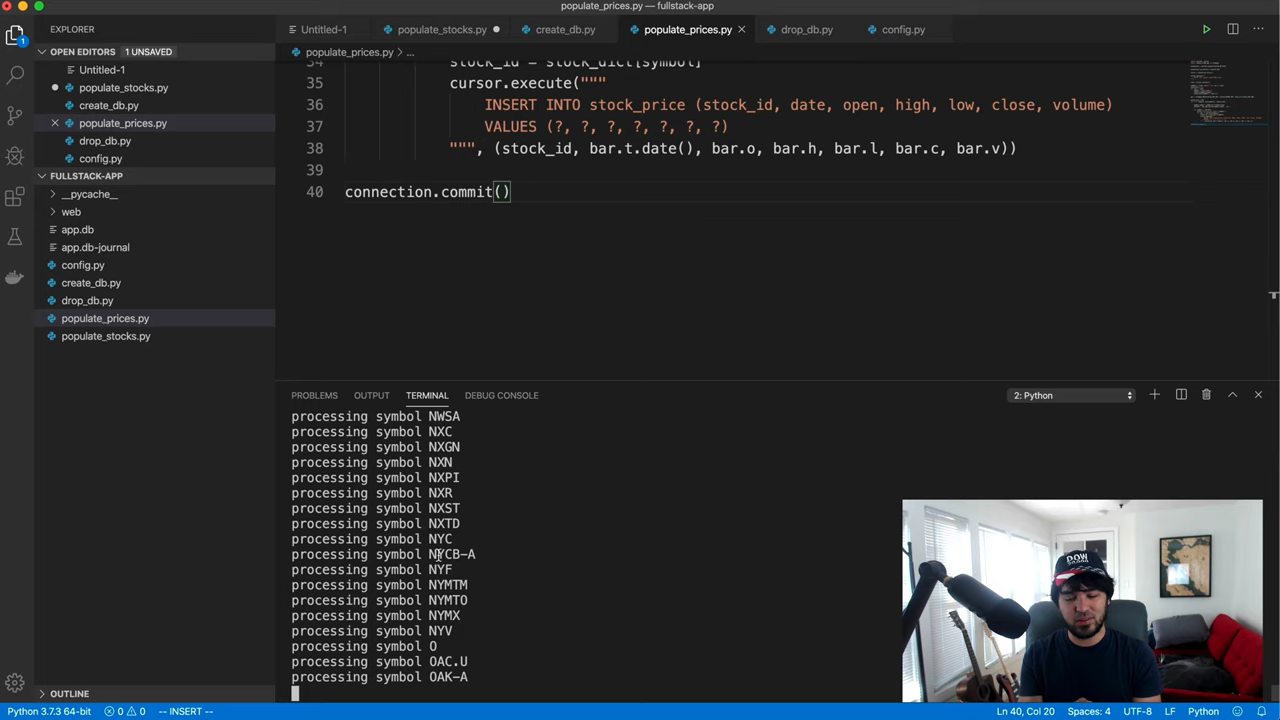 populate_prices.py — fullstack-app
EXPLORER
Untitled-1
populate_stocks.py
create_db.py
populate_prices.py
drop_db.py
config.py
OPEN EDITORS 1 UNSAVED
Untitled-1
populate_stocks.py
create_db.py
populate_prices.py
drop_db.py
config.py
FULLSTACK-APP
__pycache__
web
app.db
app.db-journal
config.py
create_db.py
drop_db.py
populate_prices.py
populate_stocks.py
OUTLINE
populate_prices.py > ...
34 stock_id = stock_dict[symbol]
35 cursor.execute("""
36 INSERT INTO stock_price (stock_id, date, open, high, low, close, volume)
37 VALUES (?, ?, ?, ?, ?, ?, ?)
38 """, (stock_id, bar.t.date(), bar.o, bar.h, bar.l, bar.c, bar.v))
39
40 connection.commit()
PROBLEMS OUTPUT TERMINAL DEBUG CONSOLE
2: Python
processing symbol NWSA
processing symbol NXC
processing symbol NXGN
processing symbol NXN
processing symbol NXPI
processing symbol NXR
processing symbol NXST
processing symbol NXTD
processing symbol NYC
processing symbol NYCB-A
processing symbol NYF
processing symbol NYMTM
processing symbol NYMTO
processing symbol NYMX
processing symbol NYV
processing symbol O
processing symbol OAC.U
processing symbol OAK-A
POW
1
Python 3.7.3 64-bit
0
0
-- INSERT --
Ln 40, Col 20
Spaces: 4
UTF-8
LF
Python